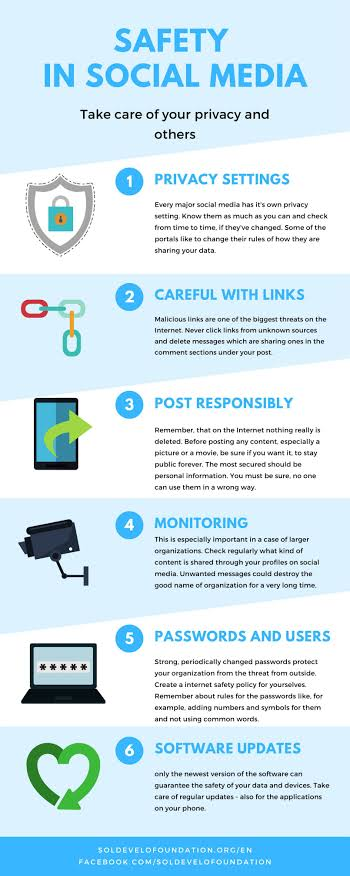 SAFETY
IN SOCIAL MEDIA
Take care of your privacy and
others
1 PRIVACY SETTINGS
Every major social media has it's own privacy
setting. Know them as much as you can and check
from time to time, if they've changed. Some of the
portals like to change their rules of how they are
sharing your data.
2 CAREFUL WITH LINKS
Malicious links are one of the biggest threats on the
Internet. Never click links from unknown sources
and delete messages which are sharing ones in the
comment sections under your post.
3 POST RESPONSIBLY
Remember, that on the Internet nothing really is
deleted. Before posting any content, especially a
picture or a movie, be sure if you want it, to stay
public forever. The most secured should be
personal information. You must be sure, no one
can use them in a wrong way.
4 MONITORING
This is especially important in a case of larger
organizations. Check regularly what kind of
content is shared through your profiles on social
media. Unwanted messages could destroy the
good name of organization for a very long time.
5 PASSWORDS AND USERS
*****
Strong, periodically changed passwords protect
your organization from the threat from outside.
Create a internet safety policy for yourselves.
Remember about rules for the passwords like, for
example, adding numbers and symbols for them
and not using common words.
6 SOFTWARE UPDATES
only the newest version of the software can
guarantee the safety of your data and devices. Take
care of regular updates - also for the applications
on your phone.
SOLDEVELOFOUNDATION.ORG/EN
FACEBOOK.COM/SOLDEVELOFOUNDATION